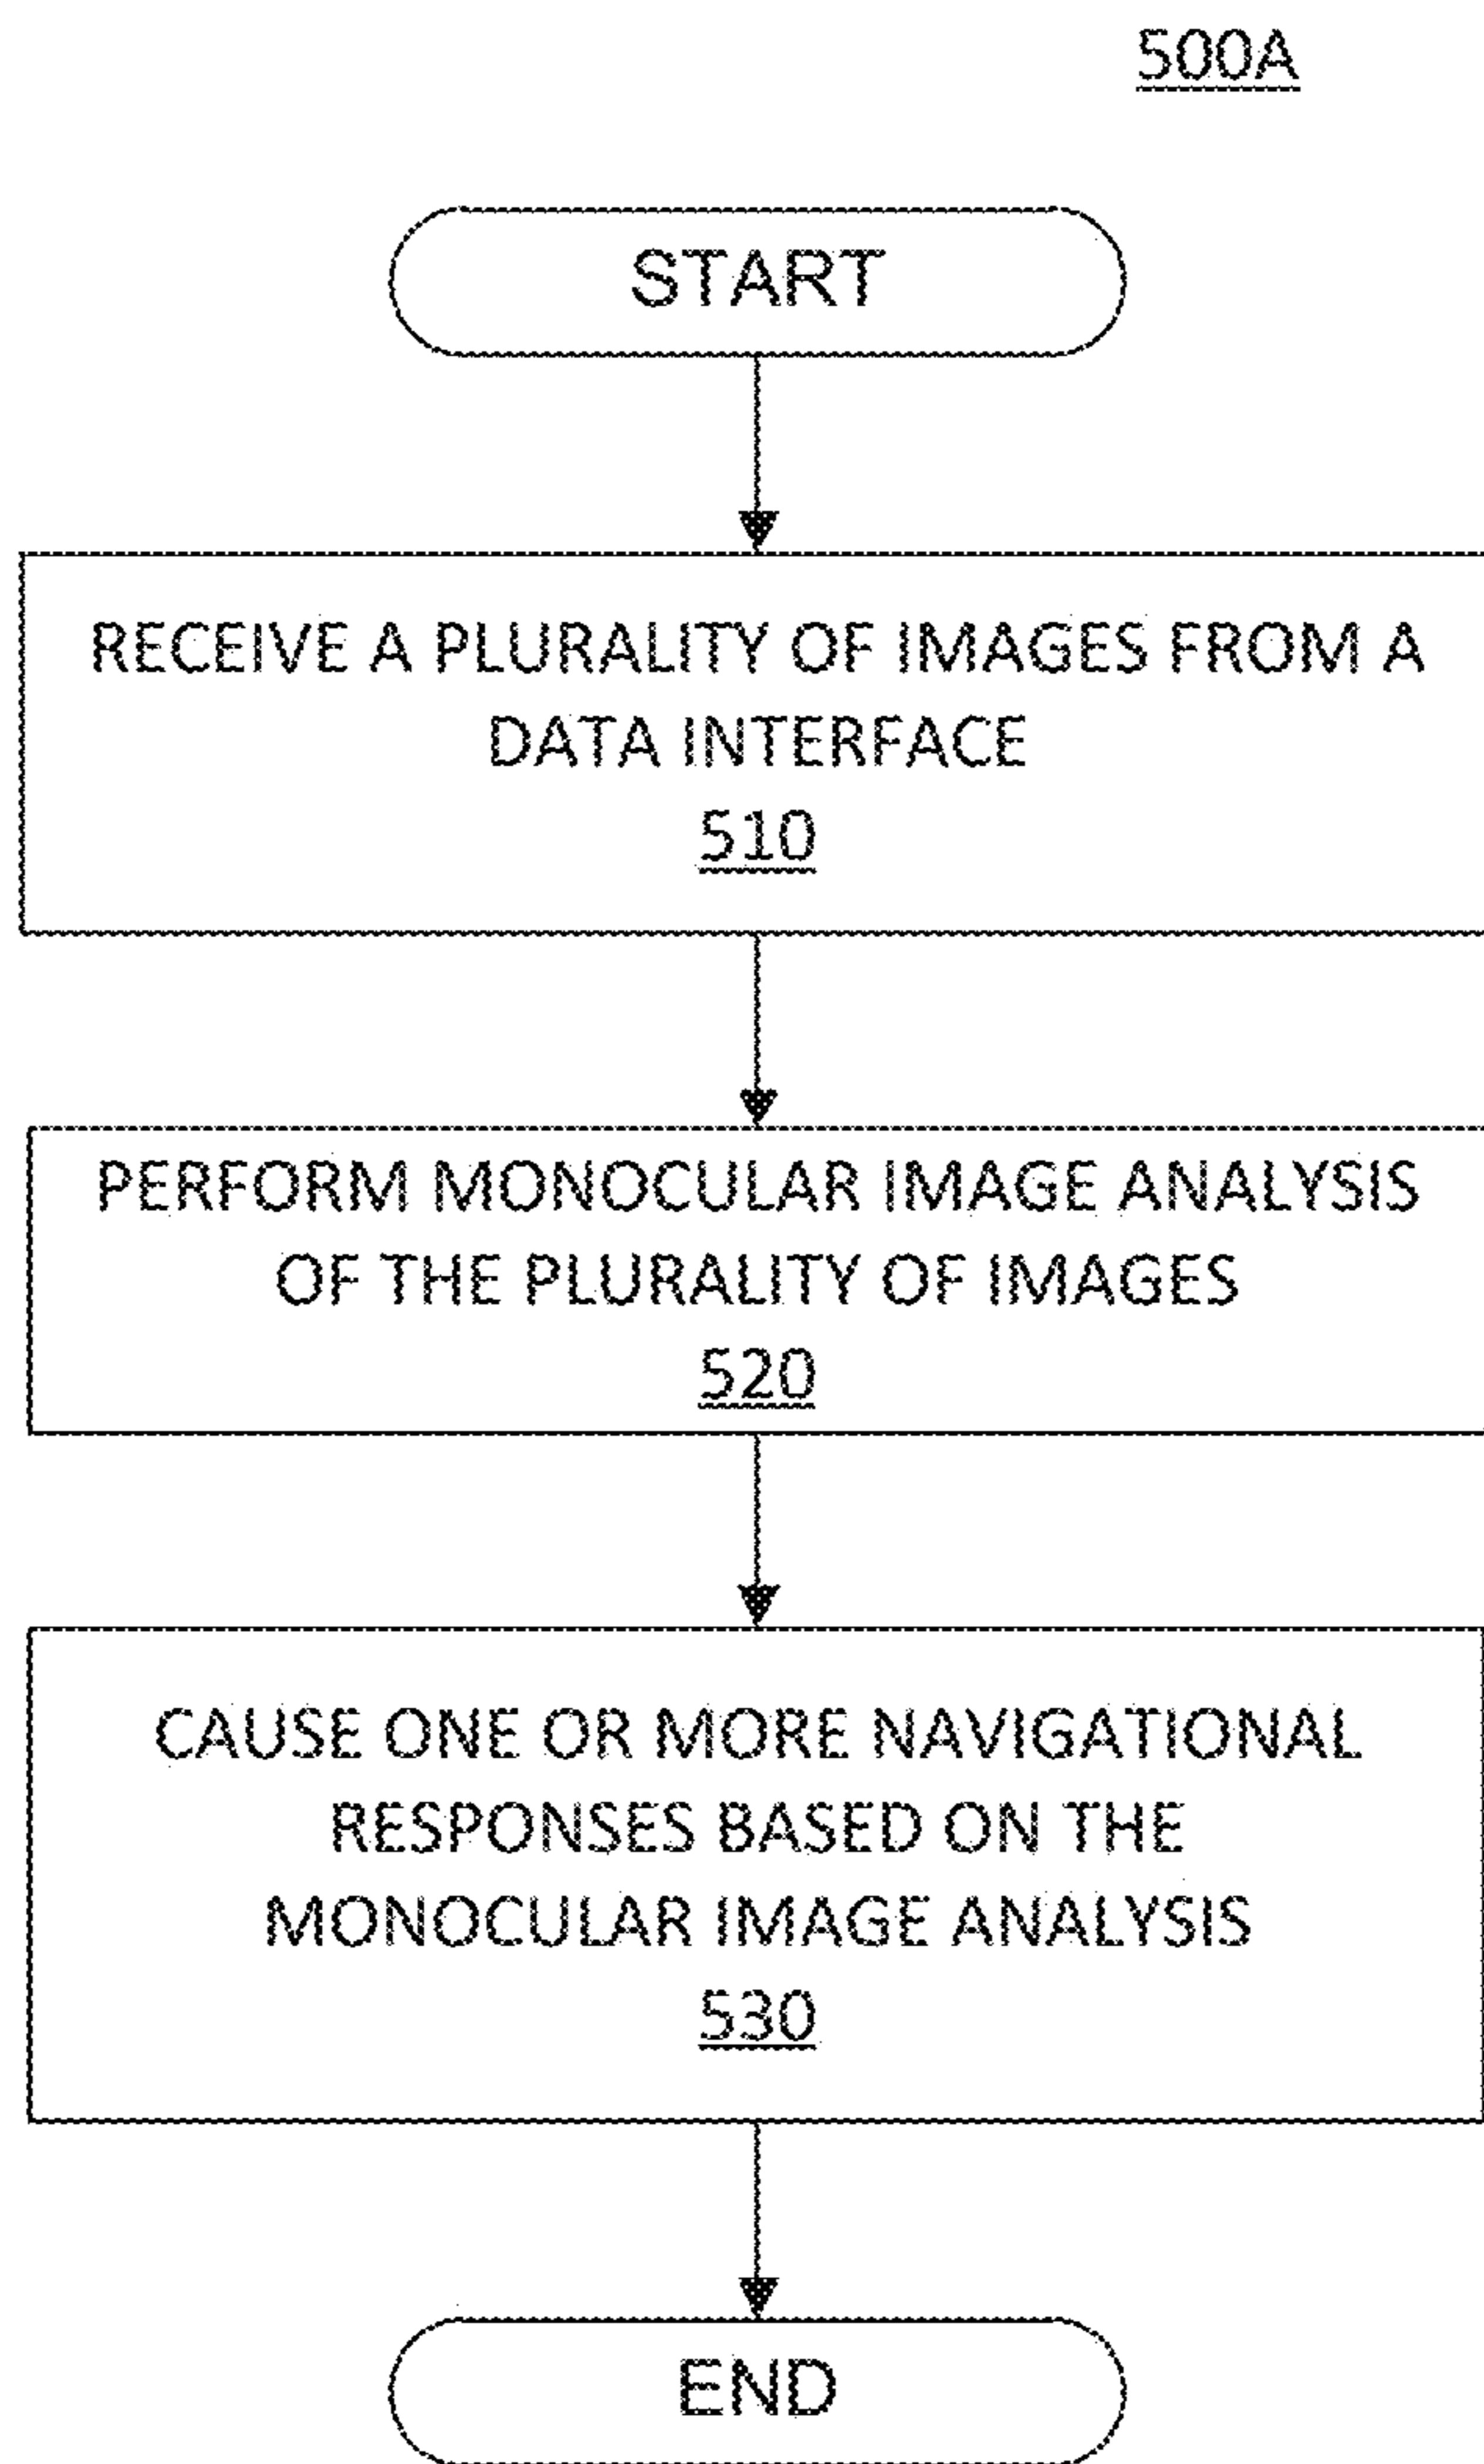 500A
START
RECEIVE A PLURALITY OF IMAGES FROM A
DATA INTERFACE
510
PERFORM MONOCULAR IMAGE ANALYSIS
OF THE PLURALITY OF IMAGES
520
CAUSE ONE OR MORE NAVIGATIONAL
RESPONSES BASED ON THE
MONOCULAR IMAGE ANALYSIS
530
END